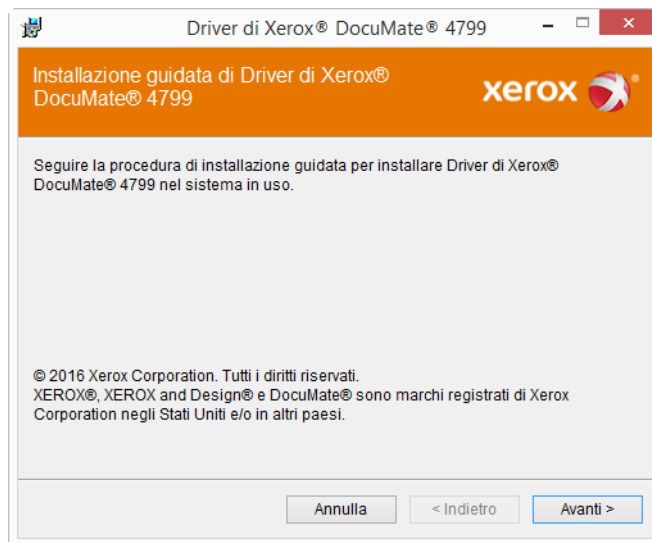 Driver di Xerox® DocuMate® 4799
Installazione guidata di Driver di Xerox®
DocuMate® 4799
xerox
Seguire la procedura di installazione guidata per installare Driver di Xerox®
DocuMate® 4799 nel sistema in uso.
© 2016 Xerox Corporation. Tutti i diritti riservati.
XEROX®, XEROX and Design® e DocuMate® sono marchi registrati di Xerox
Corporation negli Stati Uniti e/o in altri paesi.
Annulla
< Indietro
Avanti >